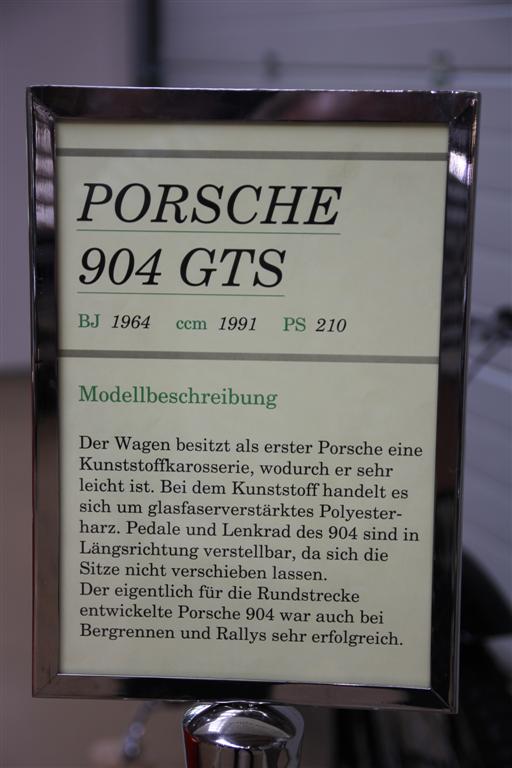 PORSCHE
904 GTS
BJ 1964 ccm 1991 PS 210
Modellbeschreibung
Der Wagen besitzt als erster Porsche eine
Kunststoffkarosserie, wodurch er sehr
leicht ist. Bei dem Kunststoff handelt es
sich um glasfaserverstärktes Polyester-
harz. Pedale und Lenkrad des 904 sind in
Längsrichtung verstellbar, da sich die
Sitze nicht verschieben lassen.
Der eigentlich für die Rundstrecke
entwickelte Porsche 904 war auch bei
Bergrennen und Rallys sehr erfolgreich.